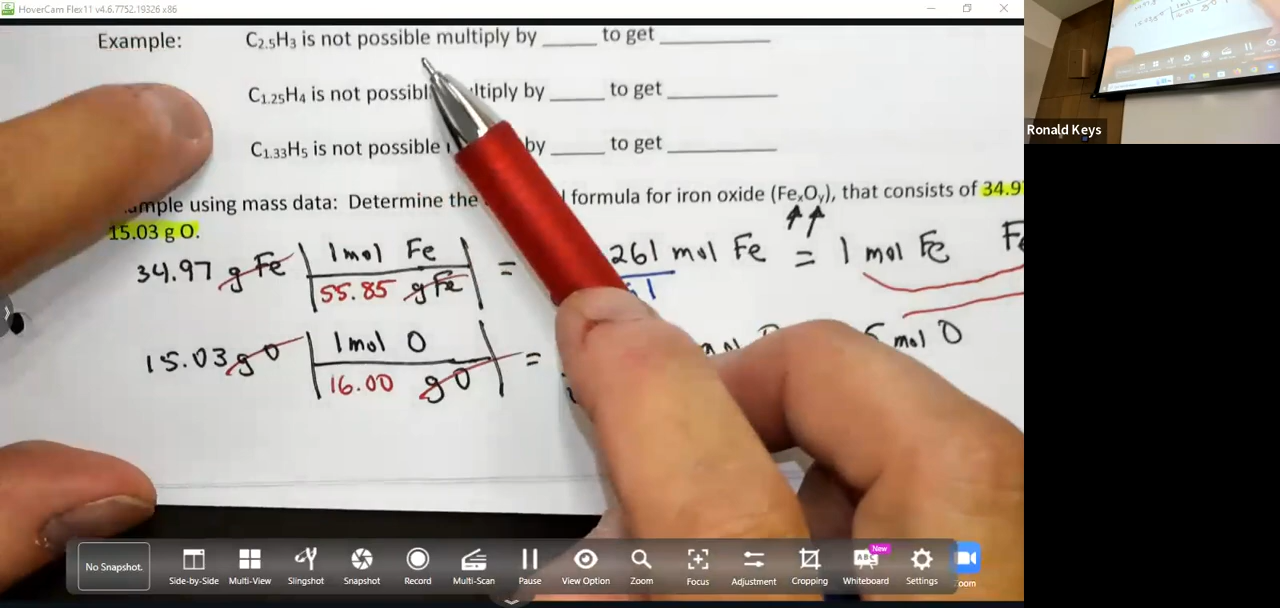 HoverCam Flex11 v4.6.7752.19326 x86
Example: C2.5H3 is not possible multiply by _____ to get __________
C1.25H4 is not possibl ltiply by _____ to get __________
C1.33H5 is not possible by _____ to get __________
ample using mass data: Determine the l formula for iron oxide (FexOy), that consists of 34.9
15.03 g O.
34.97 g Fe | 1 mol Fe = 261 mol Fe = 1 mol Fe F
55.85 g Fe
15.03 g O | 1 mol O = mol O
16.00 g O
Ronald Keys
No Snapshot.
Side-by-Side Multi-View Slingshot Snapshot Record Multi-Scan Pause View Option Zoom Focus Adjustment Cropping Whiteboard Settings Zoom
New
ABC